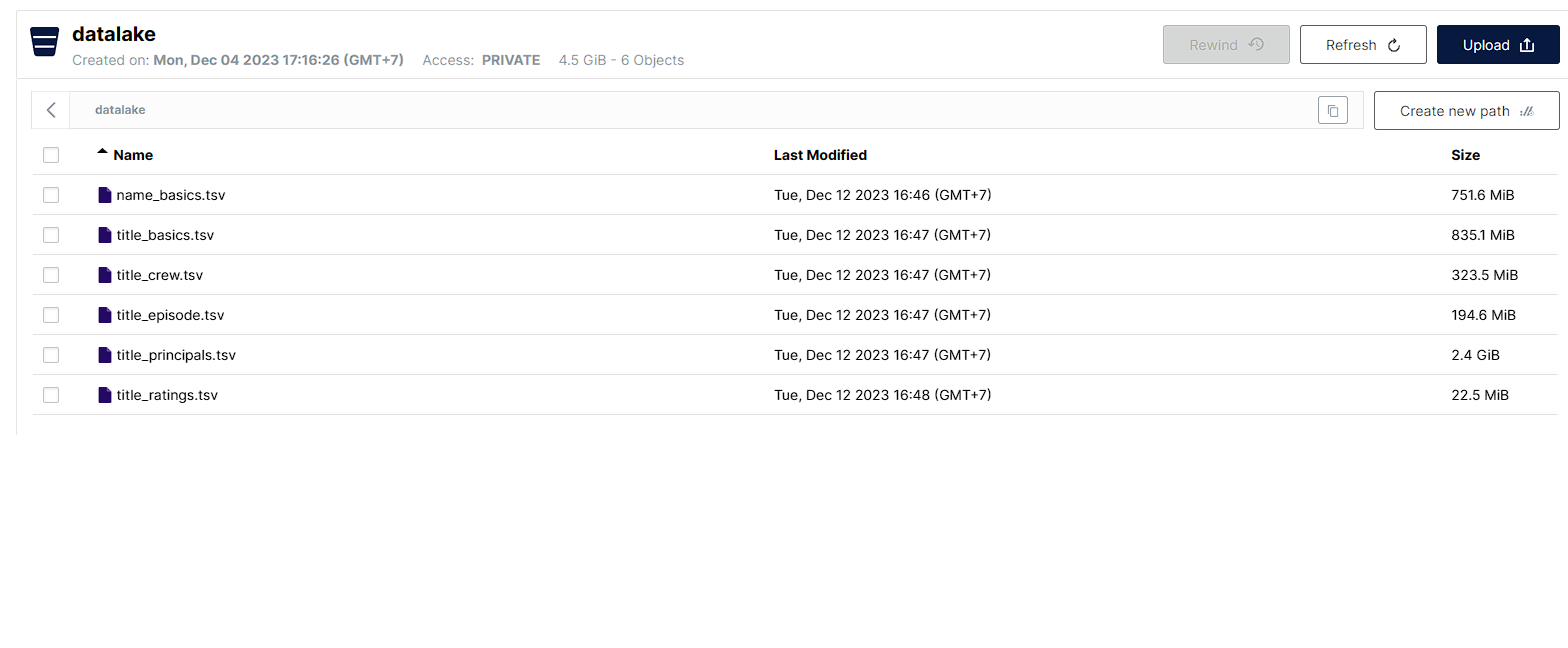 datalake
Created on: Mon, Dec 04 2023 17:16:26 (GMT+7) Access: PRIVATE 4.5 GiB - 6 Objects
Rewind Refresh Upload
datalake
Create new path
Name Last Modified Size
name_basics.tsv Tue, Dec 12 2023 16:46 (GMT+7) 751.6 MiB
title_basics.tsv Tue, Dec 12 2023 16:47 (GMT+7) 835.1 MiB
title_crew.tsv Tue, Dec 12 2023 16:47 (GMT+7) 323.5 MiB
title_episode.tsv Tue, Dec 12 2023 16:47 (GMT+7) 194.6 MiB
title_principals.tsv Tue, Dec 12 2023 16:47 (GMT+7) 2.4 GiB
title_ratings.tsv Tue, Dec 12 2023 16:48 (GMT+7) 22.5 MiB